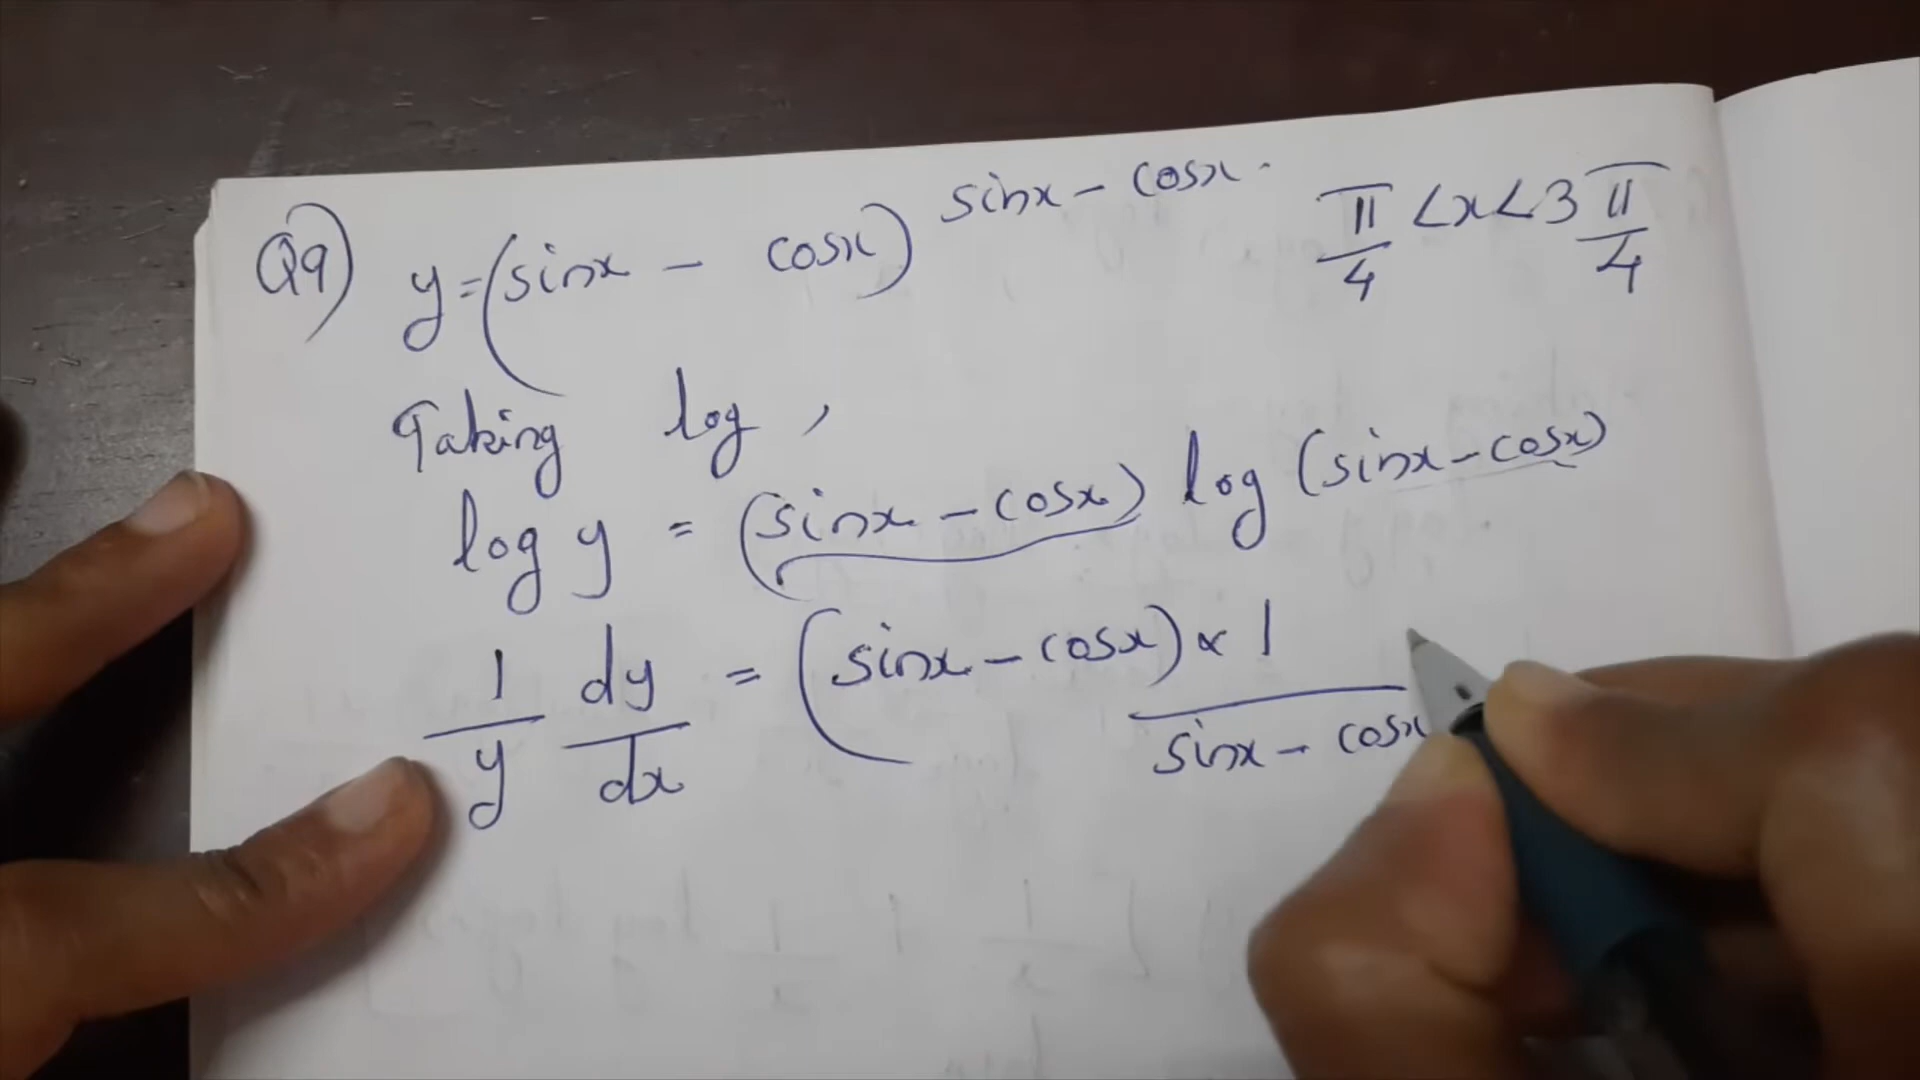 Q9) y = (sinx - cosx)^sinx - cosx. π/4 < x < 3π/4
Taking log,
log y = (sinx - cosx) log (sinx - cosx)
1/y dy/dx = (sinx - cosx) × 1/sinx - cosx